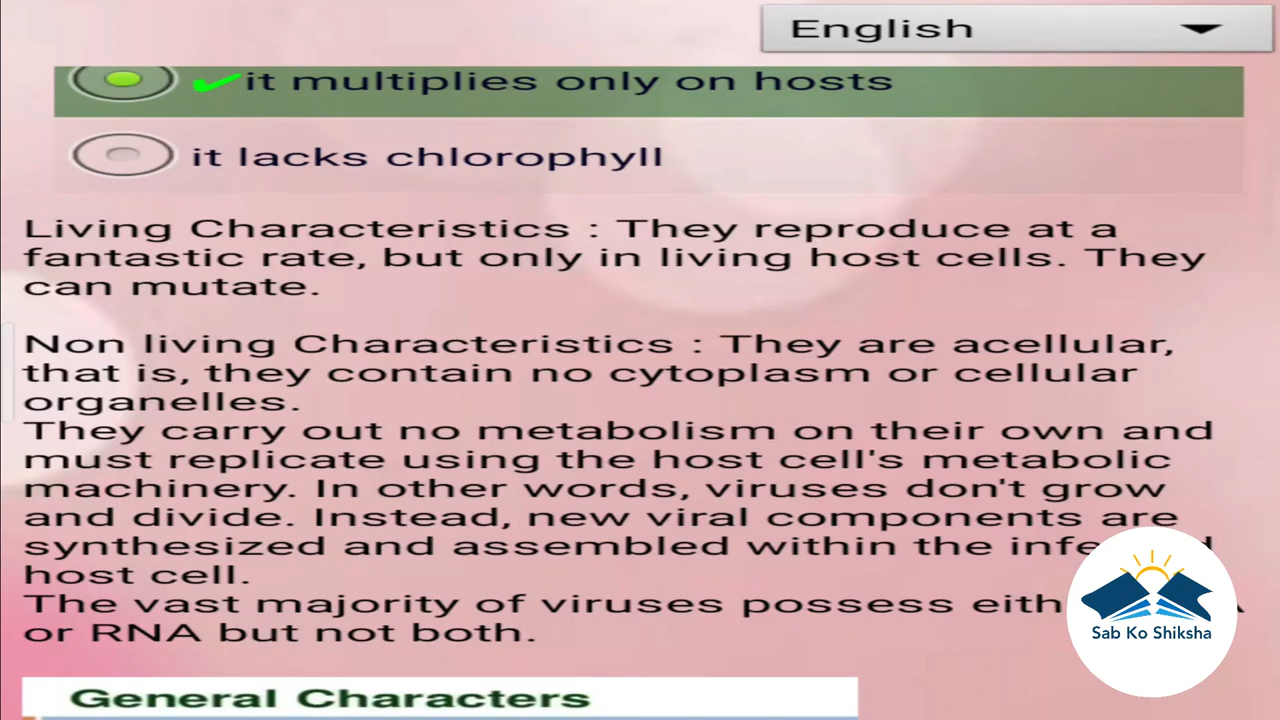 English
it multiplies only on hosts
it lacks chlorophyll
Living Characteristics : They reproduce at a
fantastic rate, but only in living host cells. They
can mutate.
Non living Characteristics : They are acellular,
that is, they contain no cytoplasm or cellular
organelles.
They carry out no metabolism on their own and
must replicate using the host cell's metabolic
machinery. In other words, viruses don't grow
and divide. Instead, new viral components are
synthesized and assembled within the
host cell.
The vast majority of viruses possess
or RNA but not both.
Sab Ko Shiksha
General Characters